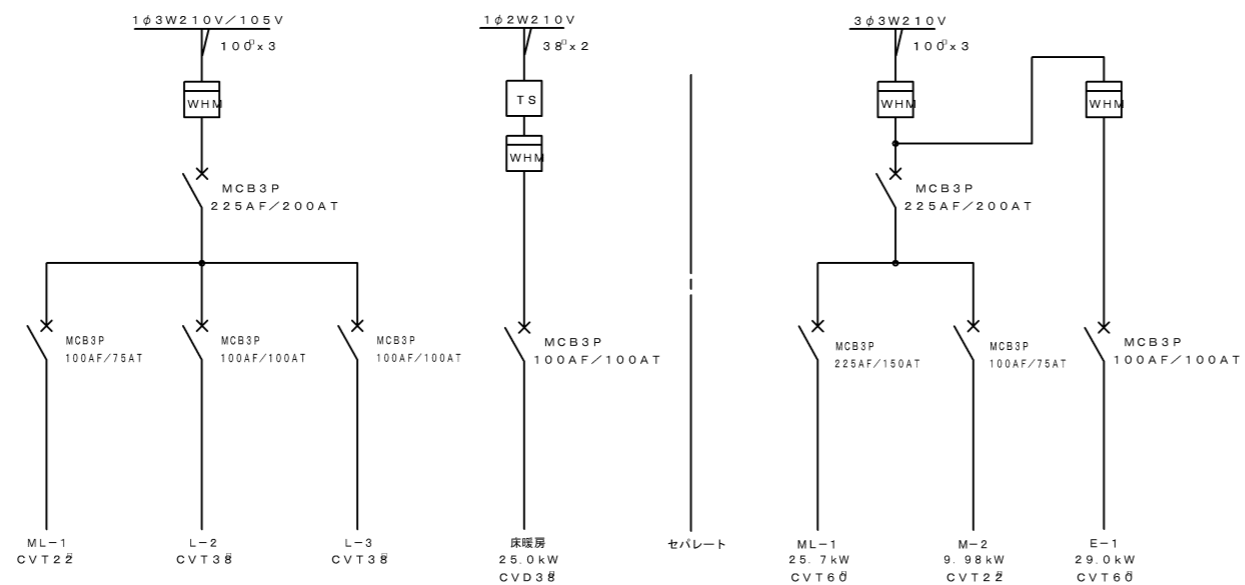 1φ3W210V/105V
100□x3
WHM
MCB3P
225AF/200AT
MCB3P
100AF/75AT
MCB3P
100AF/100AT
MCB3P
100AF/100AT
ML-1
CVT22□
L-2
CVT38□
L-3
CVT38□
1φ2W210V
38□x2
TS
WHM
MCB3P
100AF/100AT
床暖房
25.0kW
CVD38□
セパレート
3φ3W210V
100□x3
WHM
WHM
MCB3P
225AF/200AT
MCB3P
225AF/150AT
MCB3P
100AF/75AT
MCB3P
100AF/100AT
ML-1
25.7kW
CVT60□
M-2
9.98kW
CVT22□
E-1
29.0kW
CVT60□